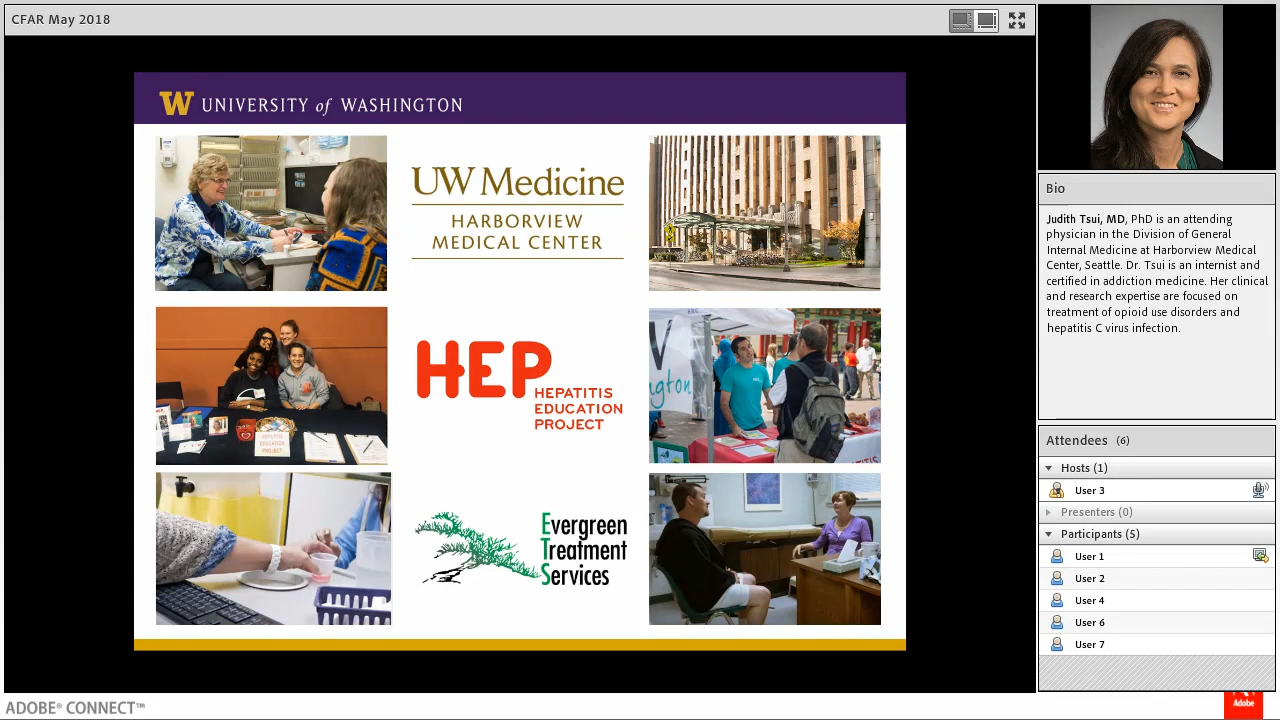 CFAR May 2018
W UNIVERSITY of WASHINGTON
UW Medicine
HARBORVIEW
MEDICAL CENTER
HEP
HEPATITIS
EDUCATION
PROJECT
HEPATITIS
EDUCATION
PROJECT
ngton
Evergreen
Treatment
Services
Bio
Judith Tsui, MD, PhD is an attending
physician in the Division of General
Internal Medicine at Harborview Medical
Center, Seattle. Dr. Tsui is an internist and
certified in addiction medicine. Her clinical
and research expertise are focused on
treatment of opioid use disorders and
hepatitis C virus infection.
Attendees (6)
Hosts (1)
User 3
Presenters (0)
Participants (5)
User 1
User 2
User 4
User 6
User 7
ADOBE® CONNECT™
Adobe